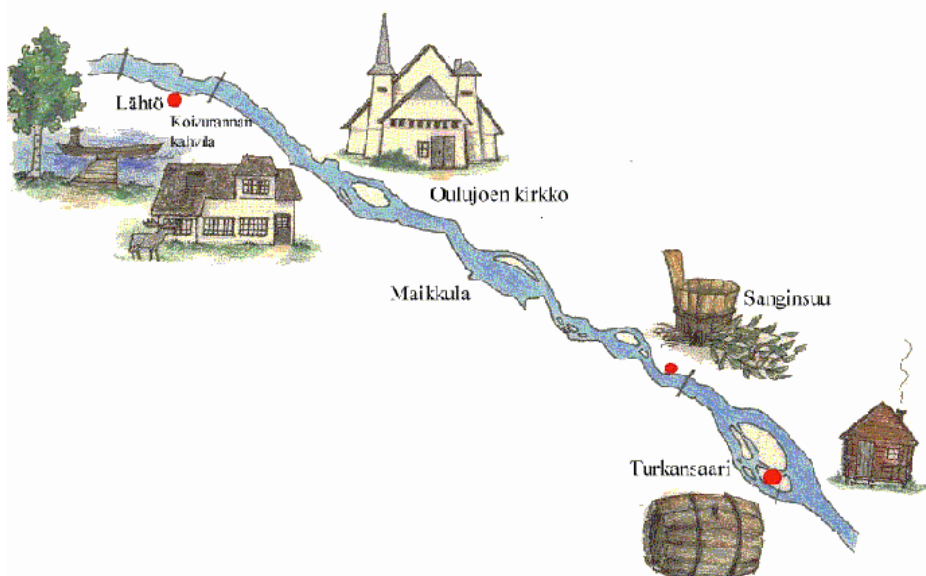 Lähtö
Koivurannan
kahvila
Oulujoen kirkko
Maikkula
Sanginsuu
Turkansaari